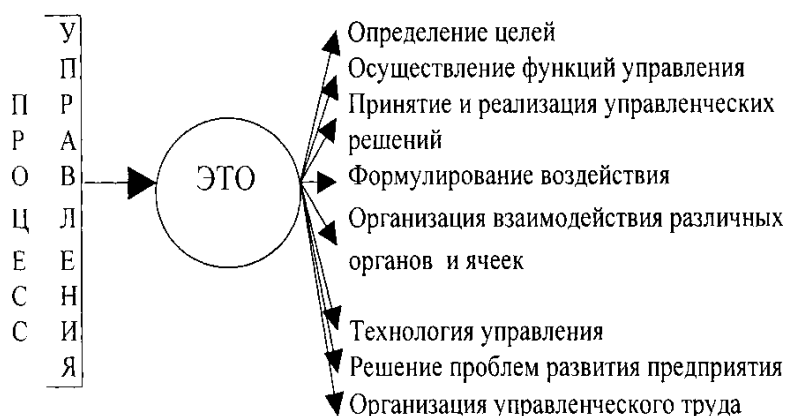 ПРОЦЕСС
УПРАВЛЕНИЯ
ЭТО
Определение целей
Осуществление функций управления
Принятие и реализация управленческих
решений
Формулирование воздействия
Организация взаимодействия различных
органов и ячеек
Технология управления
Решение проблем развития предприятия
Организация управленческого труда